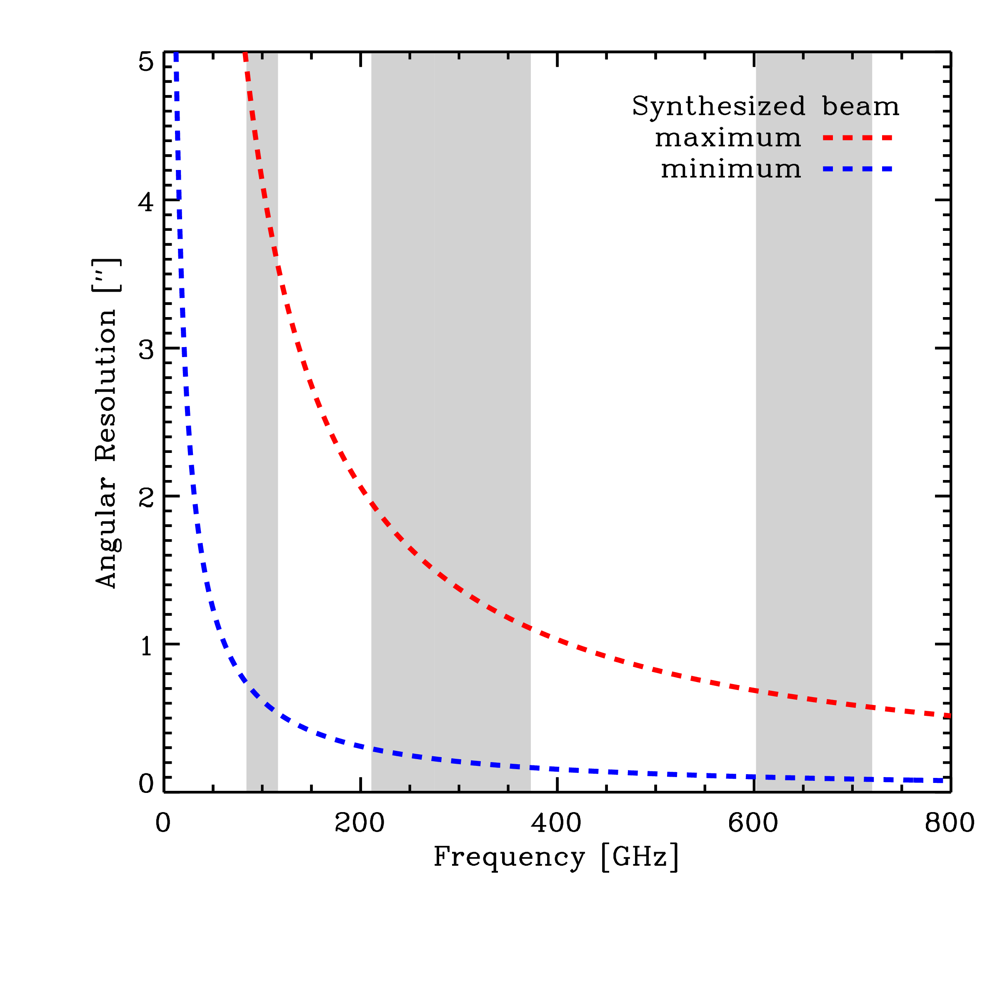 5
4
3
2
1
0
Angular Resolution ["]
Synthesized beam
maximum
minimum
0 200 400 600 800
Frequency [GHz]